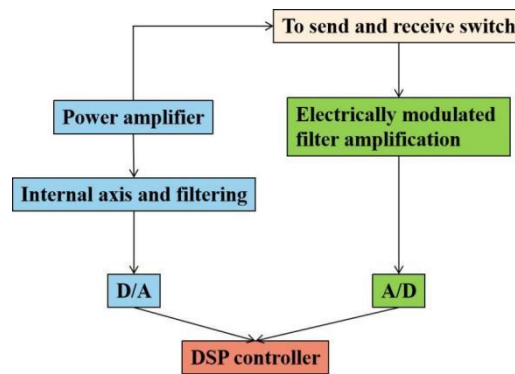 To send and receive switch
Power amplifier
Electrically modulated
filter amplification
Internal axis and filtering
D/A
A/D
DSP controller